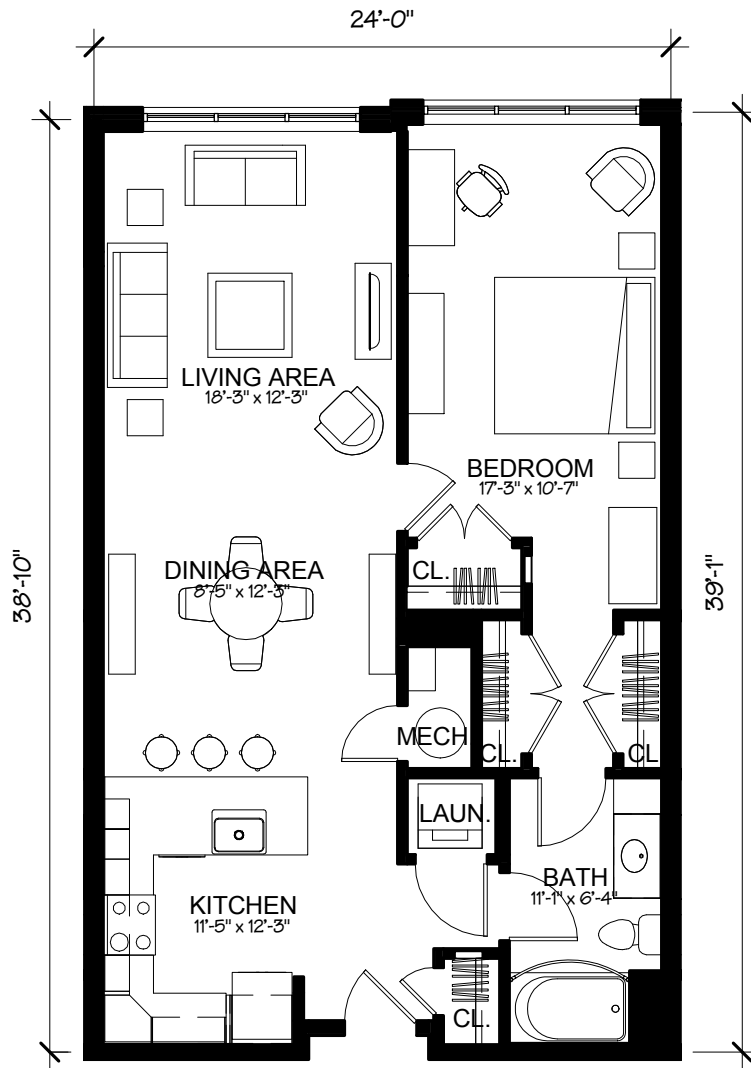 24'-0"
LIVING AREA
18'-3" x 12'-3"
BEDROOM
17'-3" x 10'-7"
38'-10"
39'-1"
DINING AREA
8'-5" x 12'-3"
CL.
MECH
CL.
CL
LAUN.
KITCHEN
11'-5" x 12'-3"
BATH
11'-1" x 6'-4"
CL.